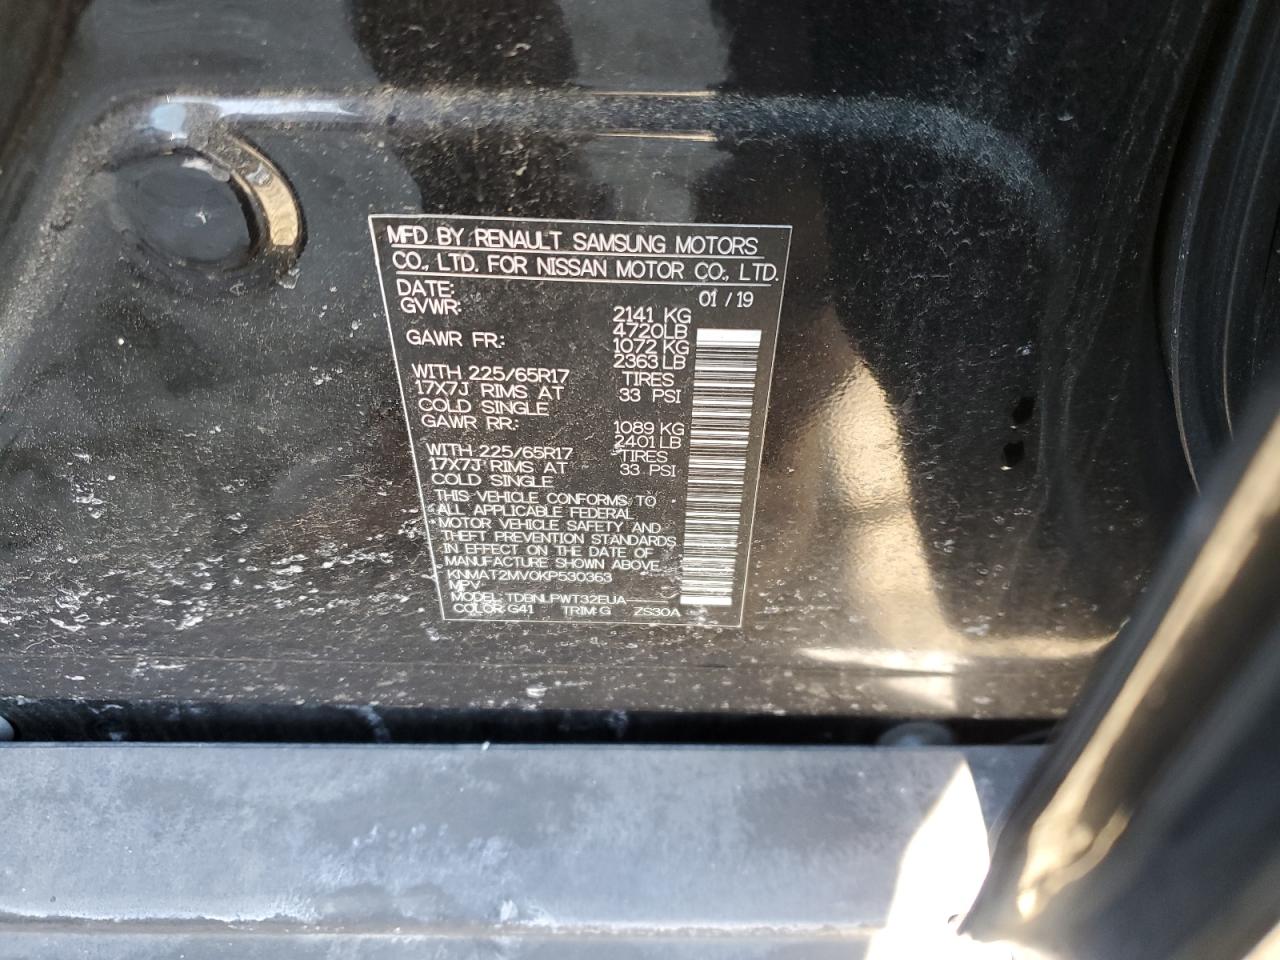 MFD. BY RENAULT SAMSUNG MOTORS
CO., LTD. FOR NISSAN MOTOR CO., LTD.
DATE: 01 / 19
GVWR: 2141 KG
4720LB
GAWR FR: 1072 KG
2363LB
WITH 225/65R17 TIRES
17X7J RIMS AT 33 PSI
COLD SINGLE
GAWR RR: 1089 KG
2401LB
WITH 225/65R17 TIRES
17X7J RIMS AT 33 PSI
COLD SINGLE
THIS VEHICLE CONFORMS TO
ALL APPLICABLE FEDERAL
MOTOR VEHICLE SAFETY AND
THEFT PREVENTION STANDARDS
IN EFFECT ON THE DATE OF
MANUFACTURE SHOWN ABOVE.
KNMAT2MV0KP530363
MPV
MODEL: TDBNLPWT32EUA
COLOR: G41 TRIM: G ZS30A